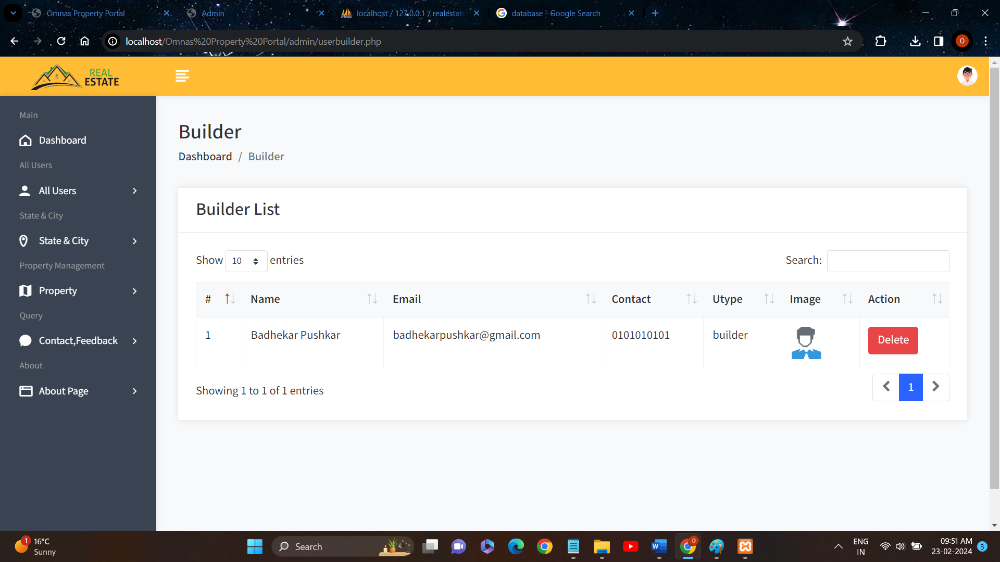 Omnas Property Portal
Admin
localhost / 127.0.0.1 / realestate
database - Google Search
localhost/Omnas%20Property%20Portal/admin/userbuilder.php
O
REAL
ESTATE
Main
Dashboard
All Users
All Users
State & City
State & City
Property Management
Property
Query
Contact,Feedback
About
About Page
Builder
Dashboard / Builder
Builder List
Show 10 entries
Search:
# Name Email Contact Utype Image Action
1 Badhekar Pushkar badhekarpushkar@gmail.com 0101010101 builder Delete
Showing 1 to 1 of 1 entries
1
1
16°C
Sunny
Search
W
O
ENG
IN
09:51 AM
23-02-2024
3